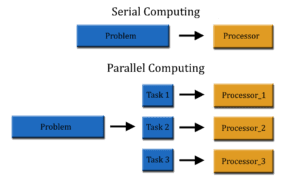 Serial Computing
Problem
Processor
Parallel Computing
Task 1
Processor_1
Problem
Task 2
Processor_2
Task 3
Processor_3